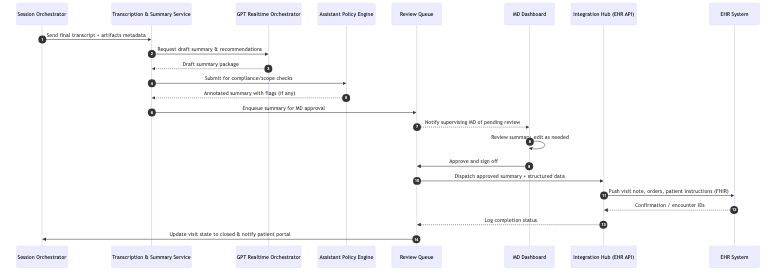 Session Orchestrator
Transcription & Summary Service
GPT Realtime Orchestrator
Assistant Policy Engine
Review Queue
MD Dashboard
Integration Hub (EHR API)
EHR System
1 Send final transcript + artifacts metadata
2 Request draft summary & recommendations
Draft summary package 3
4 Submit for compliance/scope checks
Annotated summary with flags (if any) 5
6 Enqueue summary for MD approval
7 Notify supervising MD of pending review
8 Review summary, edit as needed
Approve and sign off 9
10 Dispatch approved summary + structured data
11 Push visit note, orders, patient instructions (FHIR)
Confirmation / encounter IDs 12
Log completion status 13
Update visit state to closed & notify patient portal 14
Session Orchestrator
Transcription & Summary Service
GPT Realtime Orchestrator
Assistant Policy Engine
Review Queue
MD Dashboard
Integration Hub (EHR API)
EHR System